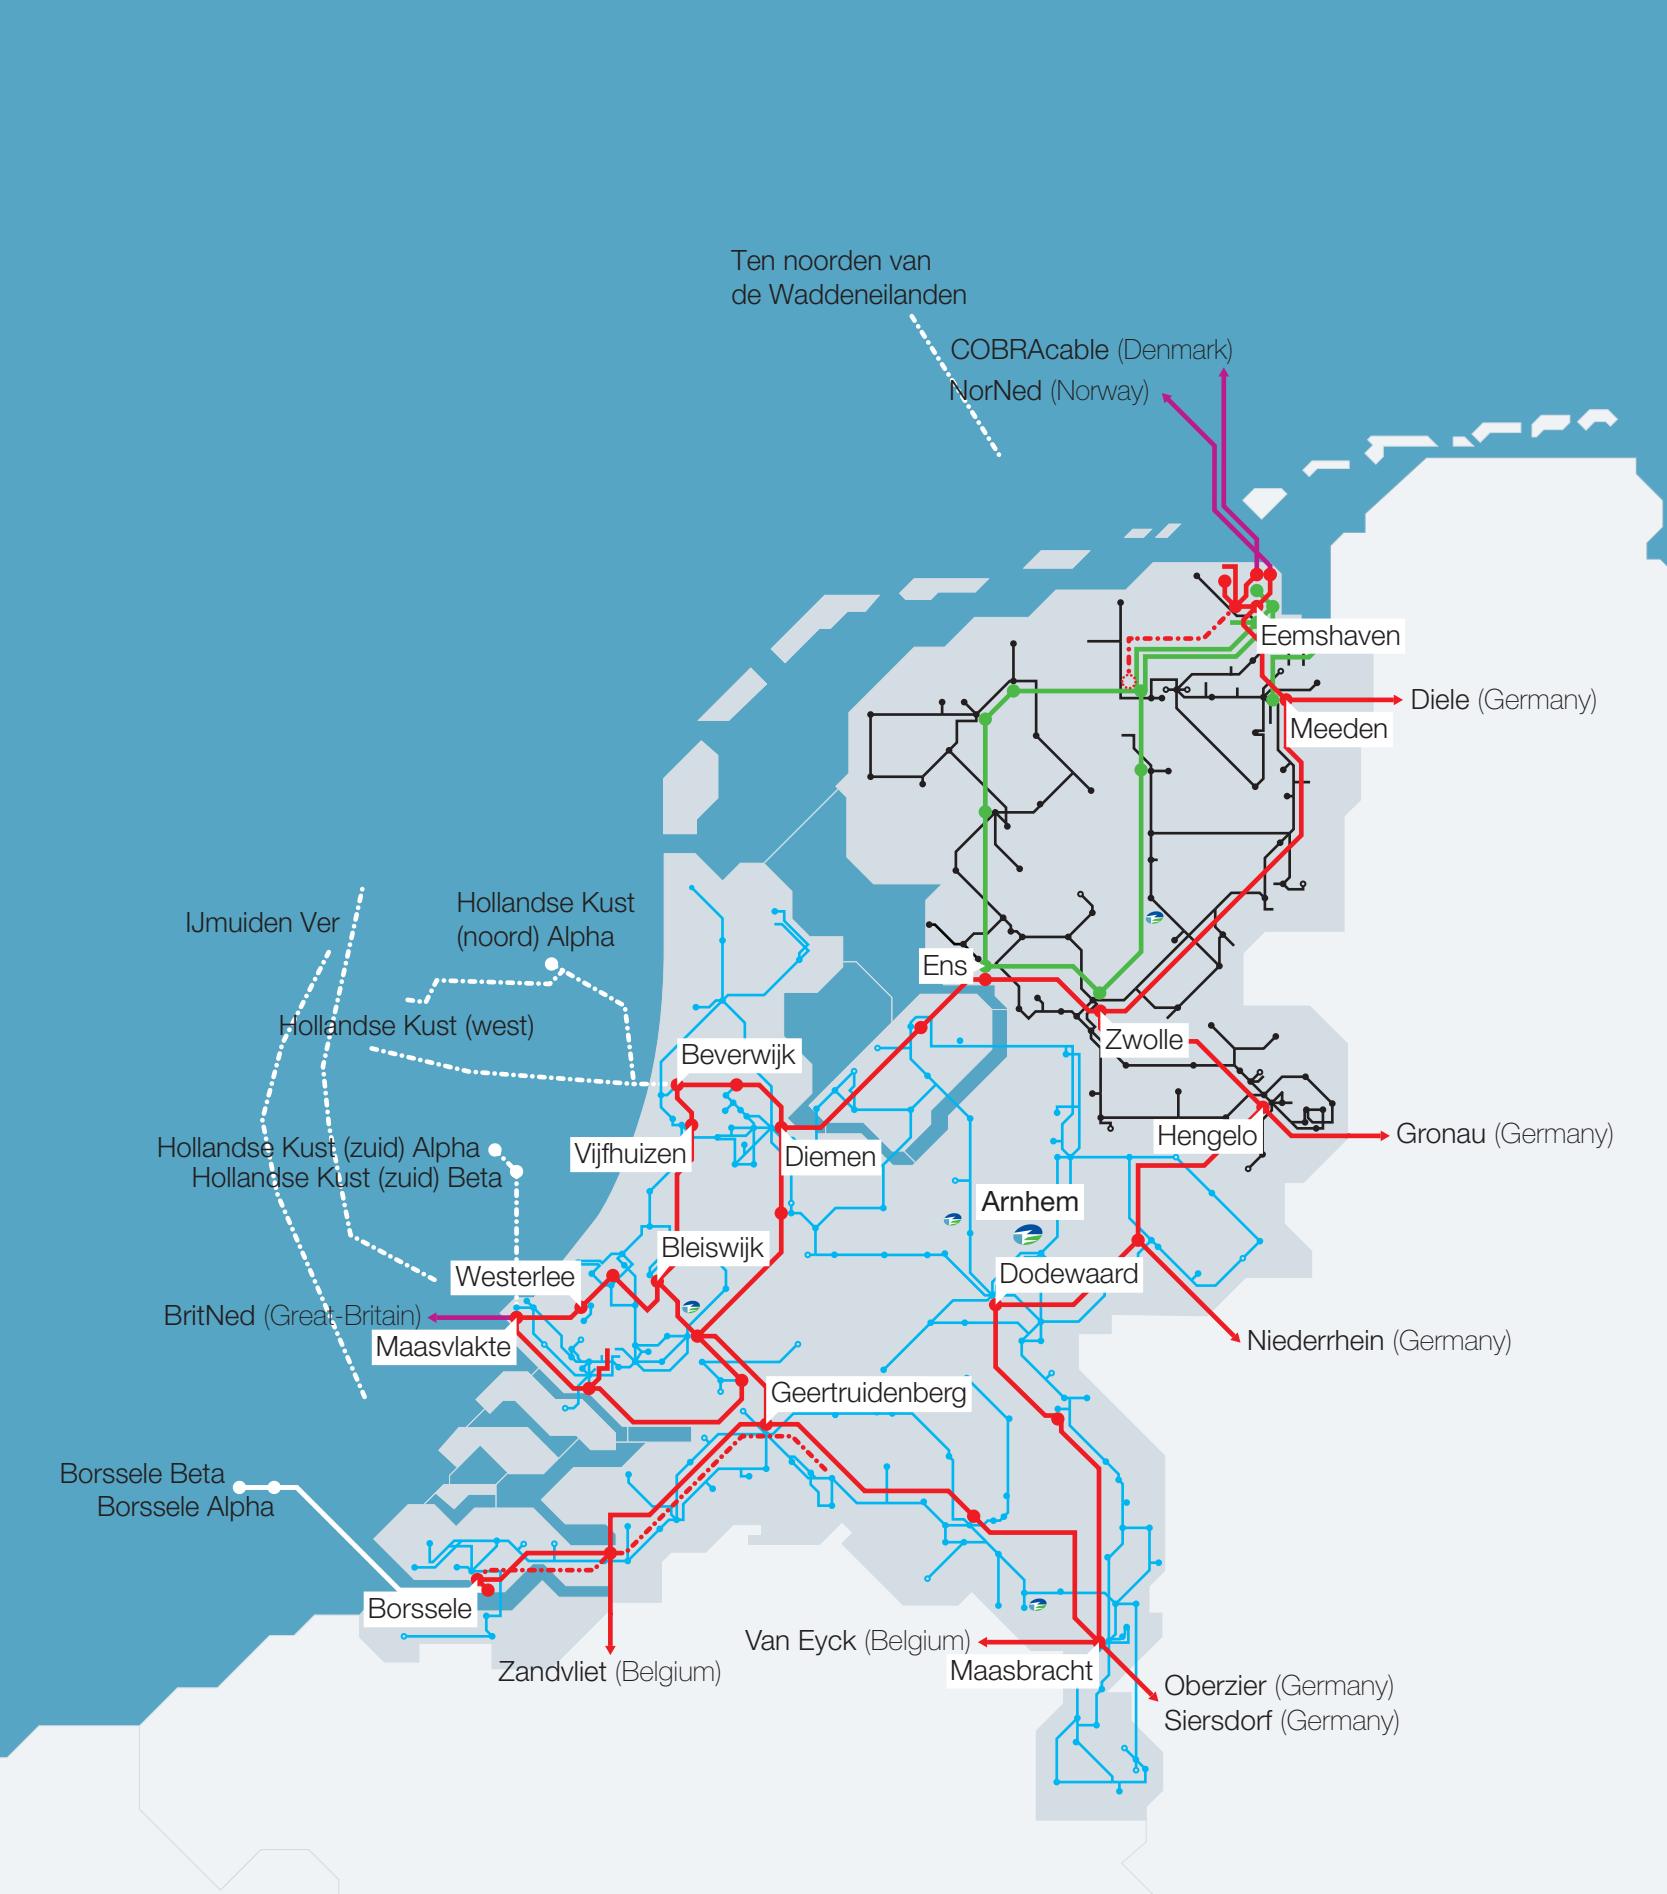 Ten noorden van
de Waddeneilanden
COBRAcable (Denmark)
NorNed (Norway)
Eemshaven
Diele (Germany)
Meeden
Hollandse Kust
(noord) Alpha
IJmuiden Ver
Ens
Hollandse Kust (west)
Zwolle
Beverwijk
Hengelo
Gronau (Germany)
Hollandse Kust (zuid) Alpha
Hollandse Kust (zuid) Beta
Vijfhuizen
Diemen
Arnhem
Bleiswijk
Westerlee
Dodewaard
BritNed (Great-Britain)
Maasvlakte
Niederrhein (Germany)
Geertruidenberg
Borssele Beta
Borssele Alpha
Borssele
Van Eyck (Belgium)
Zandvliet (Belgium)
Maasbracht
Oberzier (Germany)
Siersdorf (Germany)